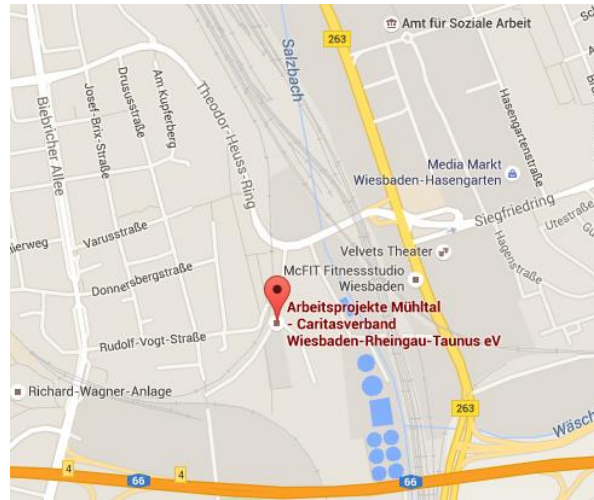 Amt für Soziale Arbeit
263
Salzbach
Biebricher Allee
Josef-Brix-Straße
Drususstraße
Am Kupferberg
Theodor-Heuss-Ring
Hasengartenstraße
Media Markt
Wiesbaden-Hasengarten
Siegfriedring
Utestraße
Hagenstraße
Varusstraße
Velvets Theater
McFIT Fitnessstudio
Wiesbaden
Donnersbergstraße
Arbeitsprojekte Mühltal
- Caritasverband
Wiesbaden-Rheingau-Taunus eV
Rudolf-Vogt-Straße
Richard-Wagner-Anlage
263
4
66
4
66